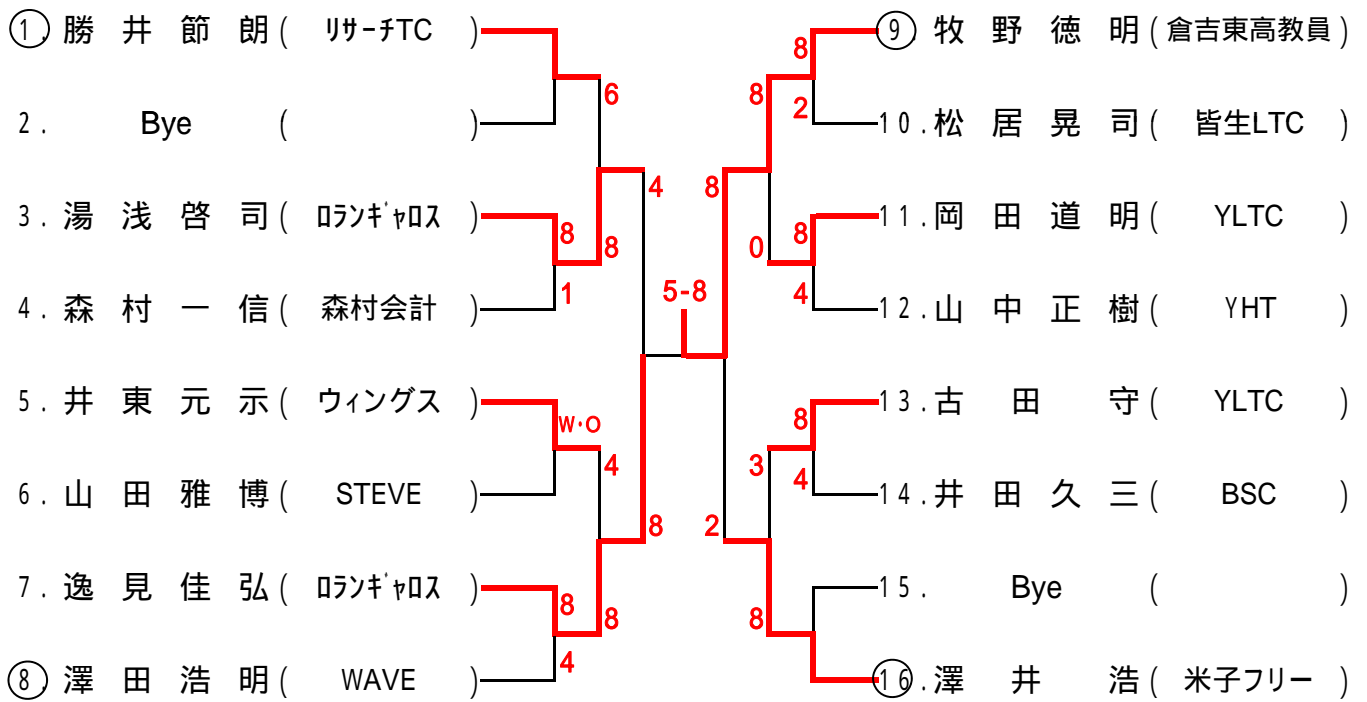 ① 勝井節朗( リサーチTC )
⑨ 牧野徳明(倉吉東高教員)
8
6
8
2. Bye ( )
2
10.松居晃司( 皆生LTC )
4
8
3. 湯浅啓司( ロランギャロス )
8
8
0
8
11.岡田道明( YLTC )
4. 森村一信( 森村会計 )
1
5-8
4
12.山中正樹( YHT )
5. 井東元示( ウィングス )
W・O
4
3
8
13.古田守( YLTC )
6. 山田雅博( STEVE )
4
14.井田久三( BSC )
8
2
7. 逸見佳弘( ロランギャロス )
8
8
8
15. Bye ( )
⑧ 澤田浩明( WAVE )
4
⑯.澤井浩( 米子フリー )